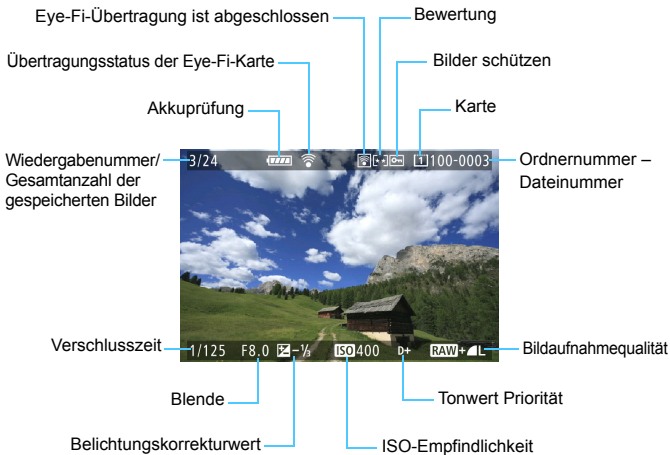 Eye-Fi-Übertragung ist abgeschlossen
Bewertung
Übertragungsstatus der Eye-Fi-Karte
Bilder schützen
Akkuprüfung
Karte
Wiedergabenummer/
Gesamtanzahl der
gespeicherten Bilder
3/24
1
100-0003
Ordnernummer –
Dateinummer
Verschlusszeit
1/125
F8.0
-⅓
ISO 400
D+
RAW+L
Bildaufnahmequalität
Blende
Tonwert Priorität
Belichtungskorrekturwert
ISO-Empfindlichkeit